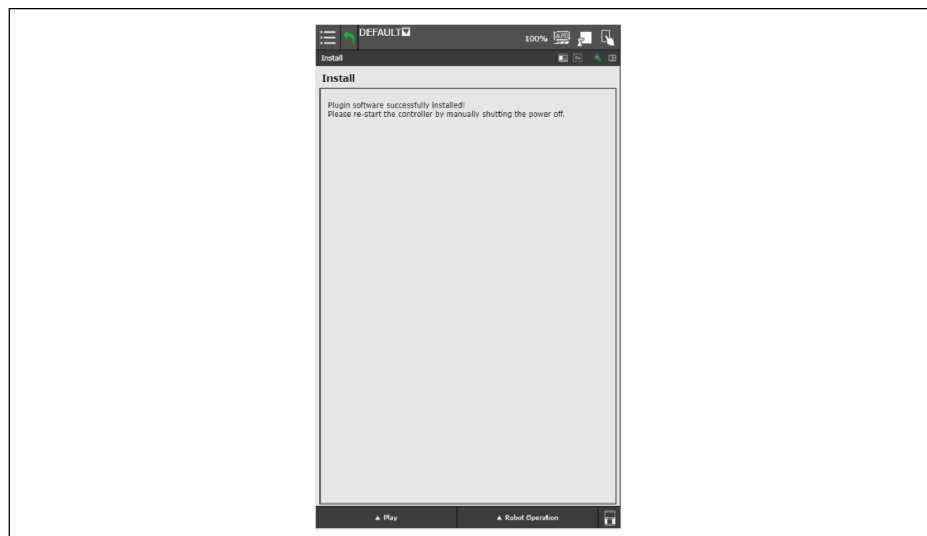 DEFAULT
100%
AUTO
Install
Install
Plugin software successfully installed!
Please re-start the controller by manually shutting the power off.
Play
Robot Operation